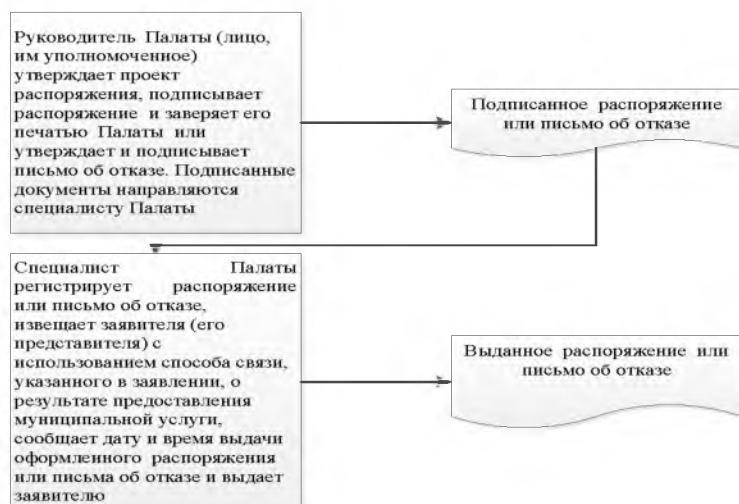 Руководитель Палаты (лицо,
им уполномоченное)
утверждает проект
распоряжения, подписывает
распоряжение и заверяет его
печатью Палаты или
утверждает и подписывает
письмо об отказе. Подписанные
документы направляются
специалисту Палаты
Подписанное распоряжение
или письмо об отказе
Специалист Палаты
регистрирует распоряжение
или письмо об отказе,
извещает заявителя (его
представителя) с
использованием способа связи,
указанного в заявлении, о
результате предоставления
муниципальной услуги,
сообщает дату и время выдачи
оформленного распоряжения
или письма об отказе и выдает
заявителю
Выданное распоряжение или
письмо об отказе